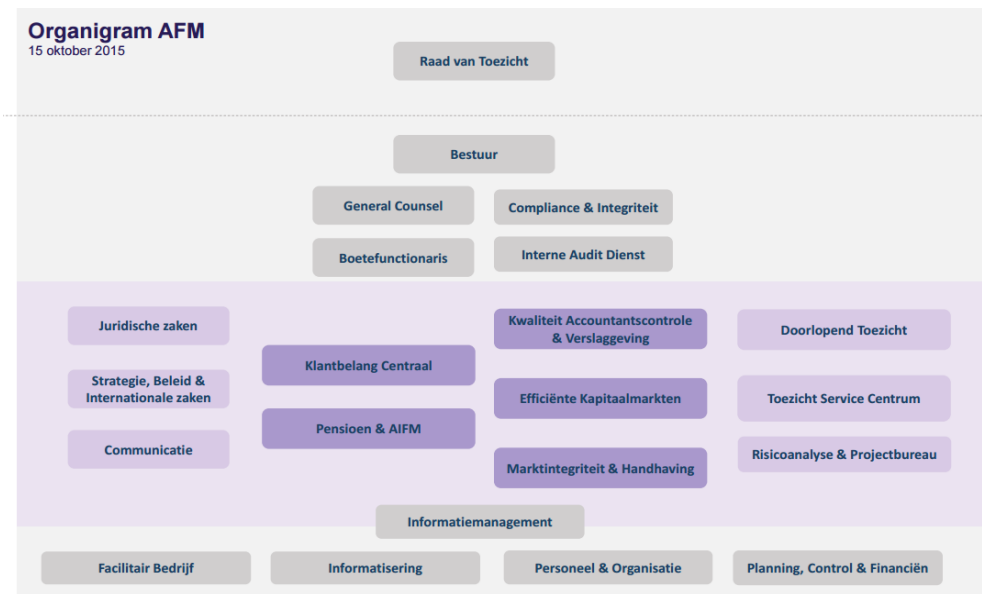 Organigram AFM
15 oktober 2015
Raad van Toezicht
Bestuur
General Counsel
Compliance & Integriteit
Boetefunctionaris
Interne Audit Dienst
Juridische zaken
Strategie, Beleid &
Internationale zaken
Communicatie
Klantbelang Centraal
Pensioen & AIFM
Kwaliteit Accountantscontrole
& Verslaggeving
Efficiënte Kapitaalmarkten
Marktintegriteit & Handhaving
Doorlopend Toezicht
Toezicht Service Centrum
Risicoanalyse & Projectbureau
Informatiemanagement
Facilitair Bedrijf
Informatisering
Personeel & Organisatie
Planning, Control & Financiën